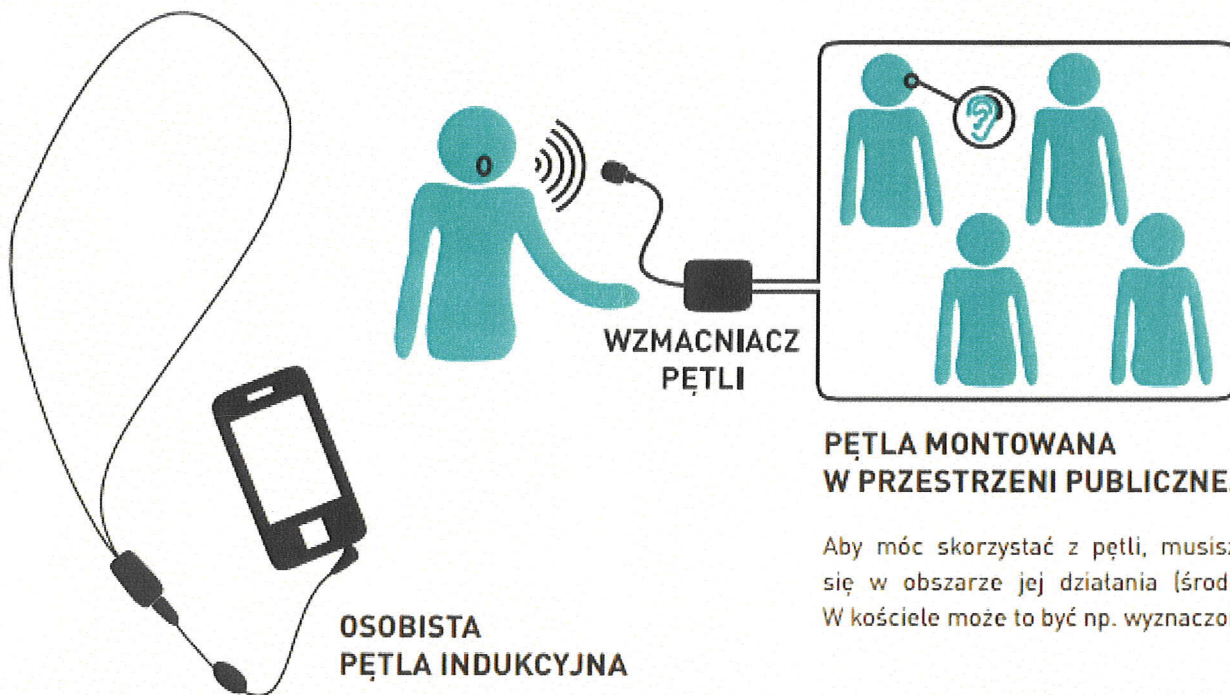 WZMACNIACZ
PĘTLI
PĘTLA MONTOWANA
W PRZESTRZENI PUBLICZNE
Aby móc skorzystać z pętli, musisz
się w obszarze jej działania (środ
W kościele może to być np. wyznaczo
OSOBISTA
PĘTLA INDUKCYJNA